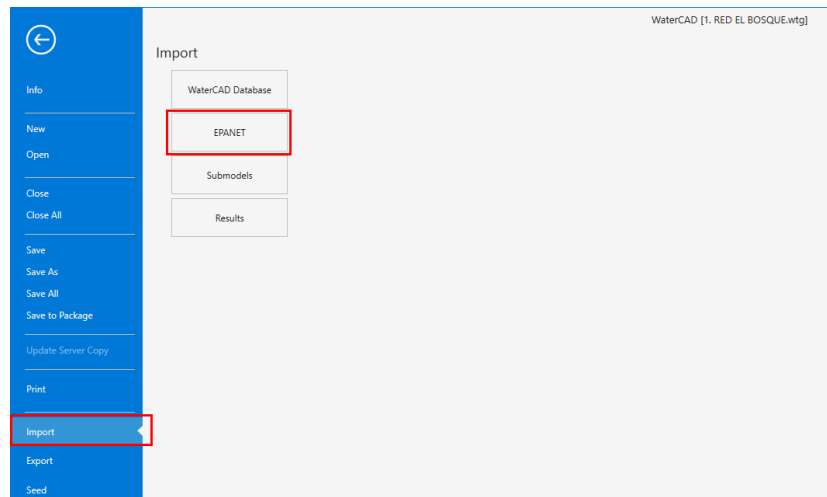 WaterCAD [1. RED EL BOSQUE.wtg]
Import
Info
New
Open
Close
Close All
Save
Save As
Save All
Save to Package
Update Server Copy
Print
Import
Export
Seed
WaterCAD Database
EPANET
Submodels
Results